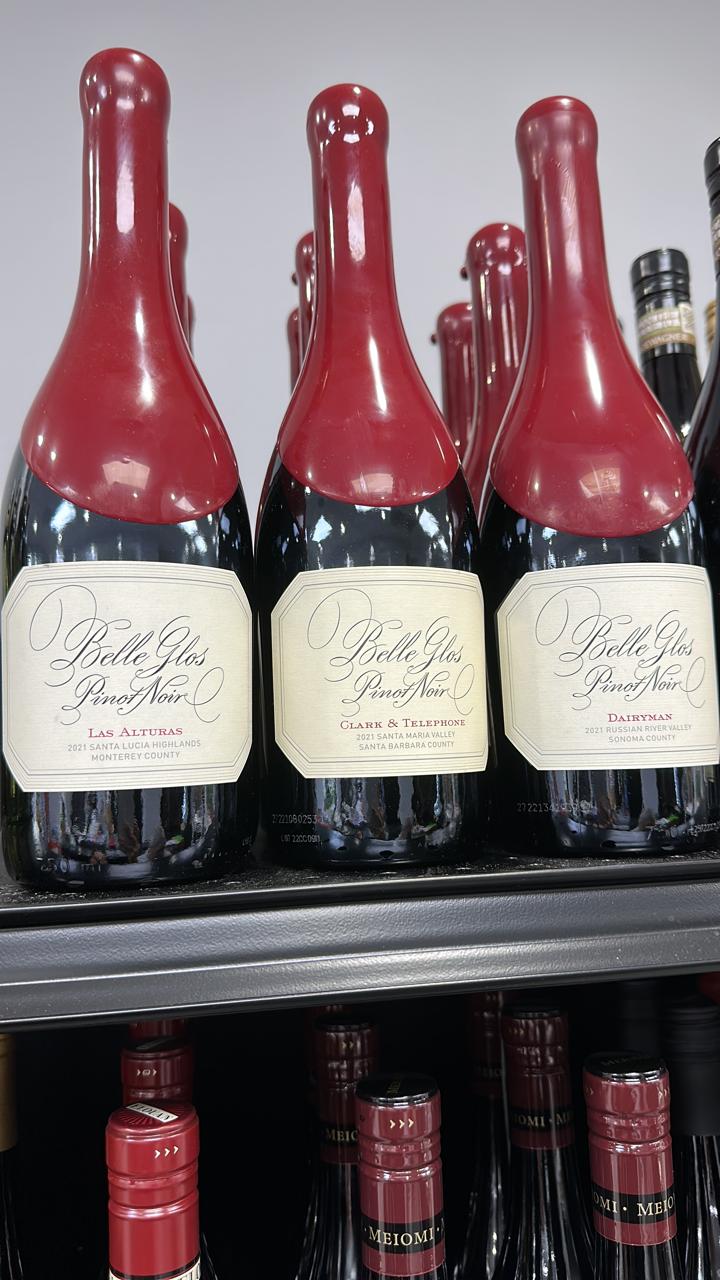 Belle Glos
Pinot Noir
LAS ALTURAS
2021 SANTA LUCIA HIGHLANDS
MONTEREY COUNTY
Belle Glos
Pinot Noir
CLARK & TELEPHONE
2021 SANTA MARIA VALLEY
SANTA BARBARA COUNTY
Belle Glos
Pinot Noir
DAIRYMAN
2021 RUSSIAN RIVER VALLEY
SONOMA COUNTY
MEIOMI
MEIOMI